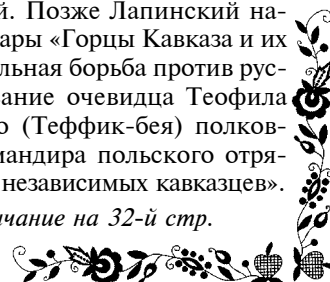 й. Позже Лапинский на-
ары «Горцы Кавказа и их
льная борьба против рус-
ание очевидца Теофила
о (Теффик-бея) полков-
мандира польского отря-
независимых кавказцев».
чание на 32-й стр.